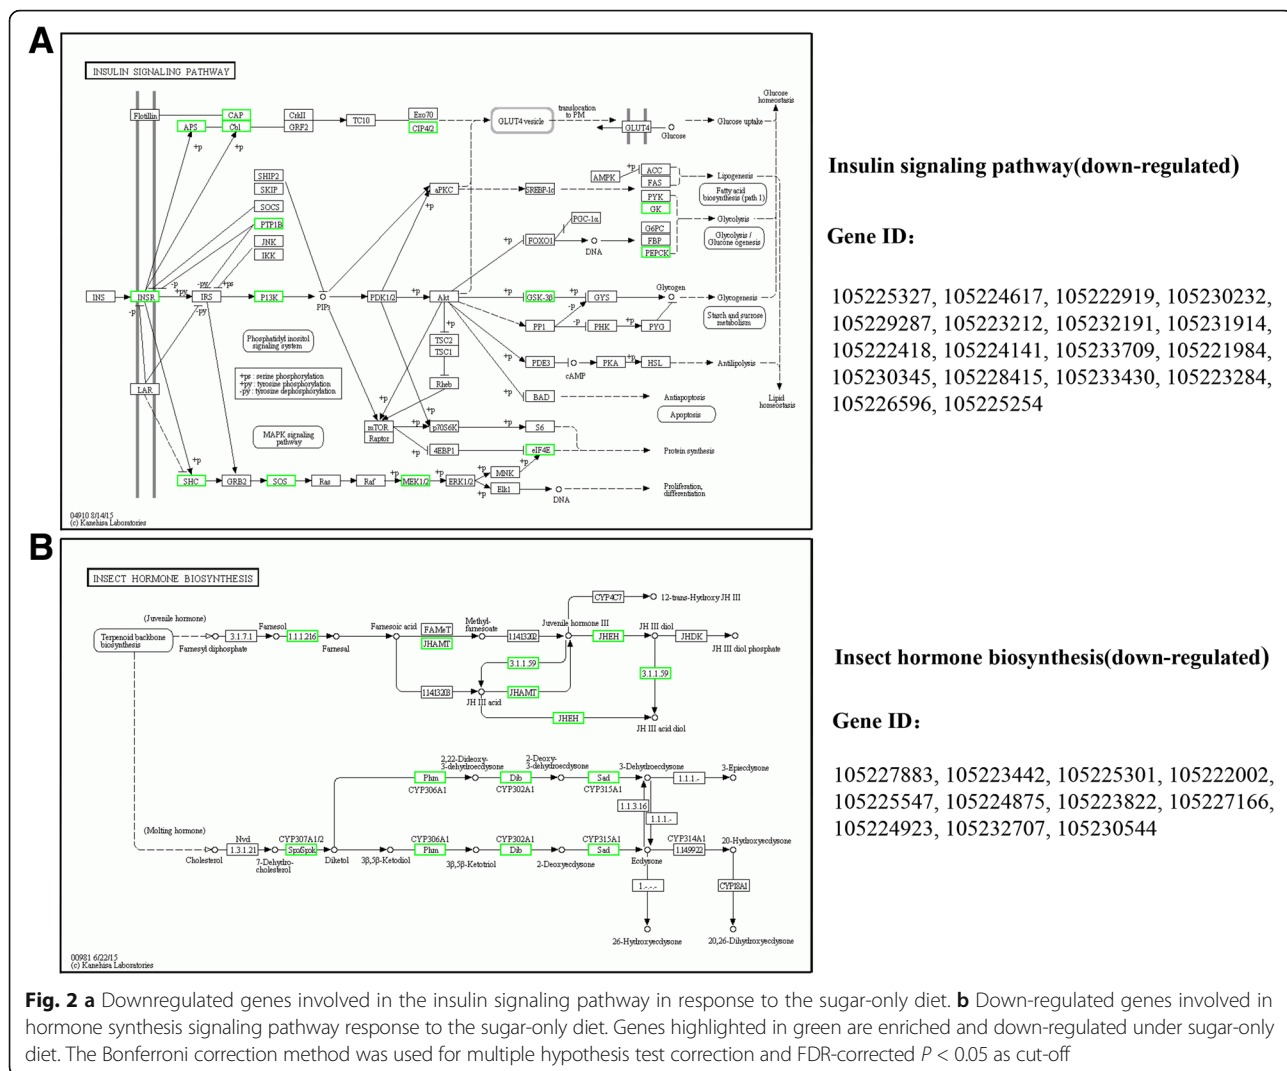 A
INSULIN SIGNALING PATHWAY
Glucose
homeostasis
Flotillin
CAP
CrkII
TC10
Exo70
translocation
to PM
APS
Cbl
GRF2
CIP4/2
GLUT4 vesicle
GLUT4
Glucose
Glucose uptake
+p
+p
SHIP2
SKIP
SOCS
PTP1B
JNK
IKK
aPKC
+p
SREBP-1c
AMPK
+p
ACC
FAS
PYK
GK
Lipogenesis
Fatty acid
biosynthesis (path 1)
PGC-1α
+p
FOXO1
DNA
G6PC
FBP
PEPCK
Glycolysis
Glycolysis /
Glucone ogenesis
INS
INSR
-p
+py
-p
-py
+ps
IRS
-py
PI3K
PIP3
PDK1/2
+p
Akt
+p
GSK-3β
+p
GYS
Glycogen
Glycogenesis
Starch and sucrose
metabolism
+p
PP1
-p
-p
PHK
+p
PYG
Phosphatidyl inositol
signaling system
+p
TSC2
TSC1
+p
PDE3
cAMP
PKA
+p
HSL
Antilipolysis
+ps : serine phosphorylation
+py : tyrosine phosphorylation
-py : tyrosine dephosphorylation
LAR
Rheb
+p
+p
+p
BAD
Antiapoptosis
Apoptosis
Lipid
homeostasis
MAPK signaling
pathway
mTOR
Raptor
+p
p70S6K
+p
S6
+p
4EBP1
eIF4E
Protein synthesis
+p
SHC
GRB2
SOS
Ras
Raf
+p
MEK1/2
+p
ERK1/2
+p
MNK
+p
+p
Elk1
DNA
Proliferation,
differentiation
04910 8/14/15
(c) Kanehisa Laboratories
Insulin signaling pathway(down-regulated)
Gene ID:
105225327, 105224617, 105222919, 105230232,
105229287, 105223212, 105232191, 105231914,
105222418, 105224141, 105233709, 105221984,
105230345, 105228415, 105233430, 105223284,
105226596, 105225254
B
INSECT HORMONE BIOSYNTHESIS
CYP4C7
12-trans-Hydroxy JH III
(Juvenile hormone)
Terpenoid backbone
biosynthesis
Farnesyl diphosphate
3.1.7.1
Farnesol
1.1.1.216
Farnesal
Farnesoic acid
FAMeT
JHAMT
Methyl-
farnesoate
1.14.13.202
Juvenile hormone III
JHEH
JH III diol
JHDK
JH III diol phosphate
3.1.1.59
3.1.1.59
1.14.13.203
JH III acid
JHAMT
JHEH
JH III acid diol
2,22-Dideoxy-
3-dehydroecdysone
2-Deoxy-
3-dehydroecdysone
3-Dehydroecdysone
3-Epiecdysone
Phm
CYP306A1
Dib
CYP302A1
Sad
CYP315A1
1.1.1.-
1.1.3.16
1.1.1.-
(Molting hormone)
Cholesterol
Nvd
1.3.1.21
7-Dehydro-
cholesterol
CYP307A1/2
Spo/Spok
Diketol
3β,5β-Ketodiol
CYP306A1
Phm
3β,5β-Ketotriol
CYP302A1
Dib
2-Deoxyecdysone
CYP315A1
Sad
Ecdysone
CYP314A1
1.14.99.22
20-Hydroxyecdysone
1.-.-.-
CYP18A1
26-Hydroxyecdysone
20,26-Dihydroxyecdysone
00981 6/22/15
(c) Kanehisa Laboratories
Insect hormone biosynthesis(down-regulated)
Gene ID:
105227883, 105223442, 105225301, 105222002,
105225547, 105224875, 105223822, 105227166,
105224923, 105232707, 105230544
Fig. 2 a Downregulated genes involved in the insulin signaling pathway in response to the sugar-only diet. b Down-regulated genes involved in
hormone synthesis signaling pathway response to the sugar-only diet. Genes highlighted in green are enriched and down-regulated under sugar-only
diet. The Bonferroni correction method was used for multiple hypothesis test correction and FDR-corrected P < 0.05 as cut-off